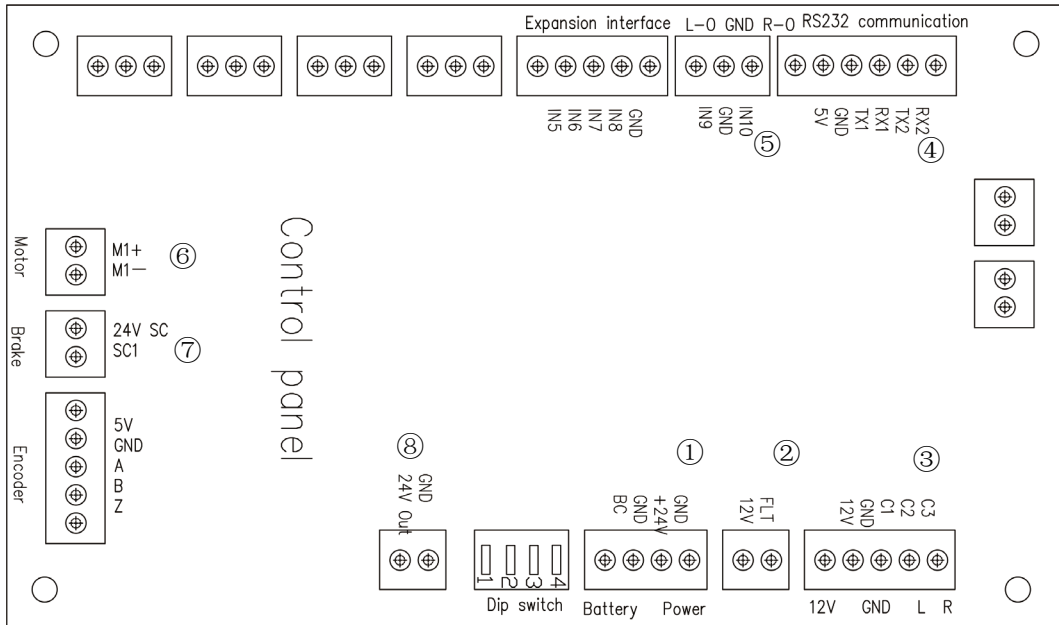 Expansion interface
L-O GND R-O
RS232 communication
IN5
IN6
IN7
IN8
GND
IN9
GND
IN10
⑤
5V
GND
TX1
RX1
TX2
RX2
④
Motor
M1+
M1-
⑥
Brake
24V SC
SC1
⑦
Encoder
5V
GND
A
B
Z
Control panel
⑧
24V Out
GND
①
BC
GND
+24V
GND
②
12V
FLT
③
12V
GND
C1
C2
C3
1
2
3
4
Dip switch
Battery
Power
12V
GND
L
R